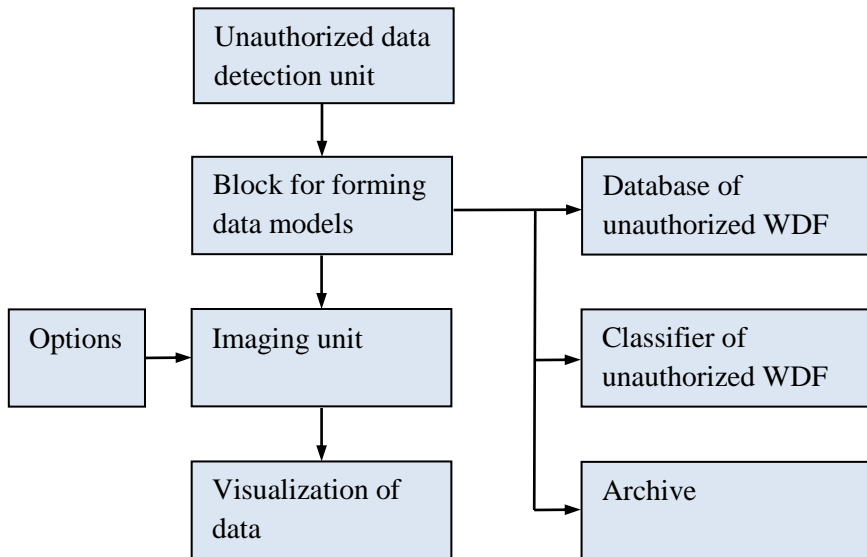 Unauthorized data
detection unit
Block for forming
data models
Database of
unauthorized WDF
Options
Imaging unit
Classifier of
unauthorized WDF
Visualization of
data
Archive